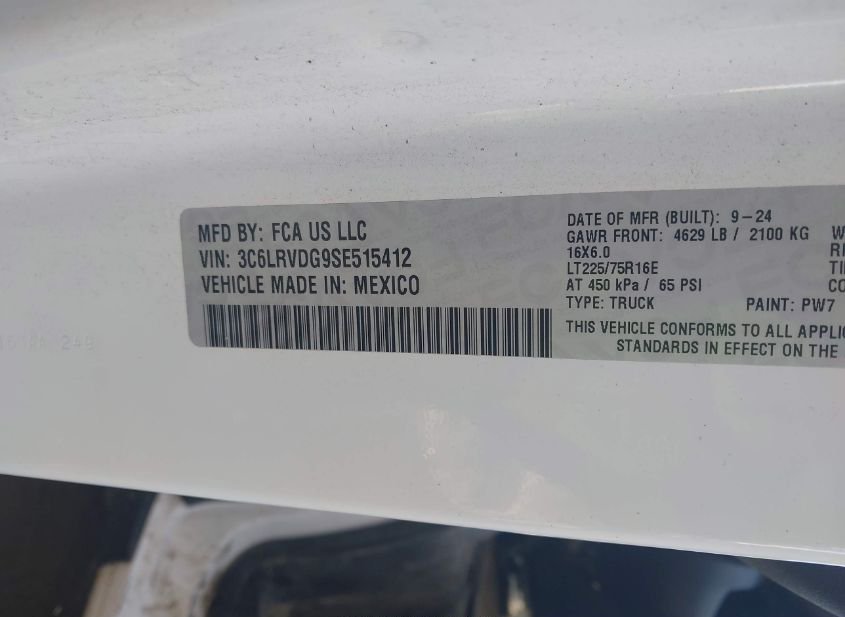 MFD BY: FCA US LLC
VIN: 3C6LRVDG9SE515412
VEHICLE MADE IN: MEXICO
DATE OF MFR (BUILT): 9-24
GAWR FRONT: 4629 LB / 2100 KG
16X6.0
LT225/75R16E
AT 450 kPa / 65 PSI
TYPE: TRUCK PAINT: PW7
THIS VEHICLE CONFORMS TO ALL
STANDARDS IN EFFECT ON THE